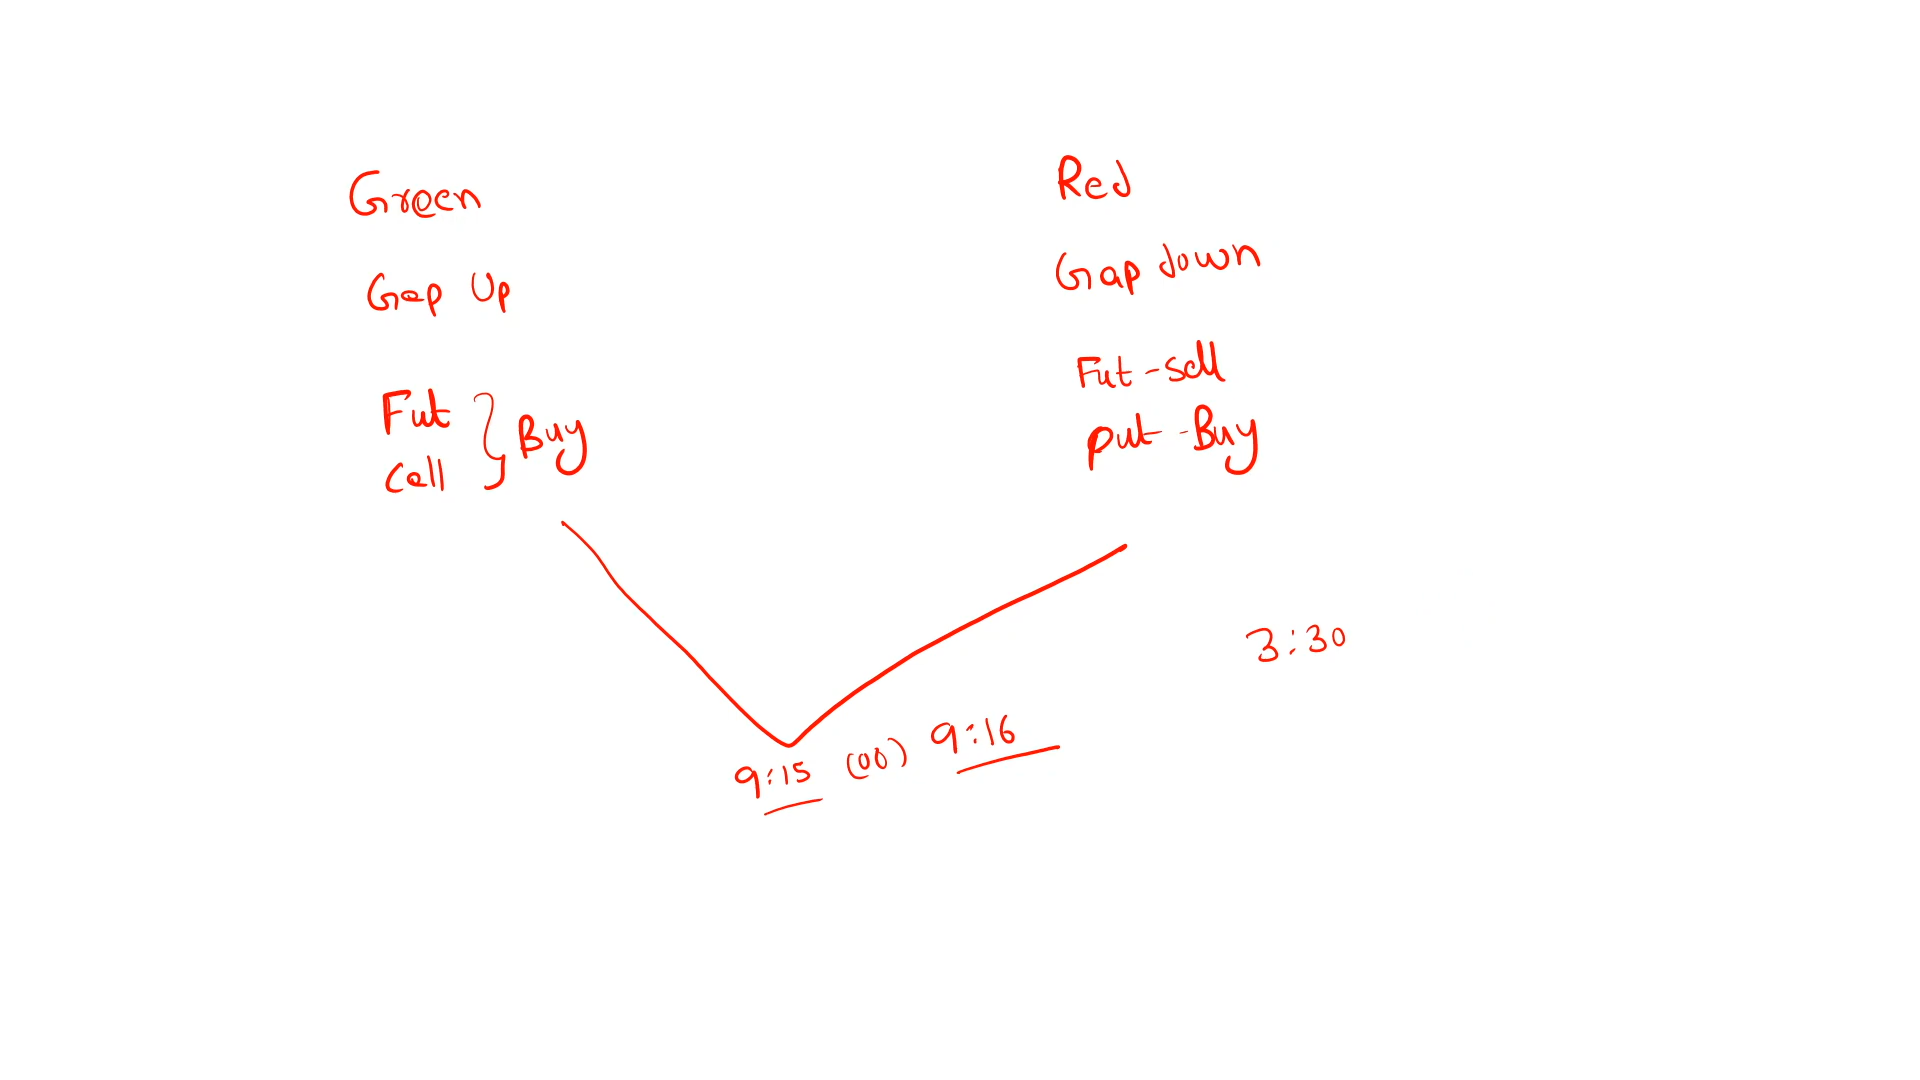 Green
Gap Up
Fut
Call
} Buy
Red
Gap down
Fut - sell
put - Buy
3:30
9:15 (00) 9:16